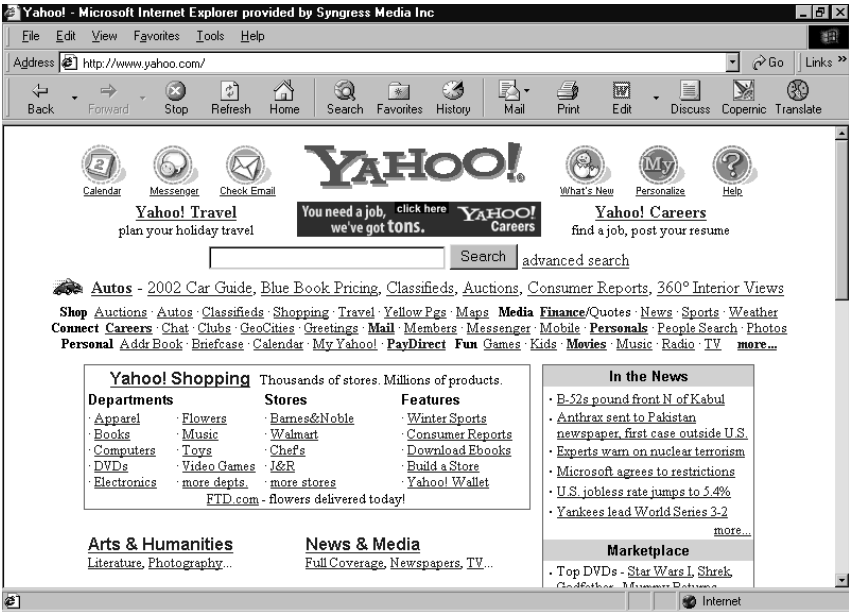 Yahoo! - Microsoft Internet Explorer provided by Syngress Media Inc
File Edit View Favorites Tools Help
Address http://www.yahoo.com/ Go Links »
Back Forward Stop Refresh Home Search Favorites History Mail Print Edit Discuss Copernic Translate
2 YAHOO! My ?
Calendar Messenger Check Email What's New Personalize Help
Yahoo! Travel You need a job, click here YAHOO! Yahoo! Careers
plan your holiday travel we've got tons. Careers find a job, post your resume
Search advanced search
Autos - 2002 Car Guide, Blue Book Pricing, Classifieds, Auctions, Consumer Reports, 360° Interior Views
Shop Auctions · Autos · Classifieds · Shopping · Travel · Yellow Pgs · Maps Media Finance/Quotes · News · Sports · Weather
Connect Careers · Chat · Clubs · GeoCities · Greetings · Mail · Members · Messenger · Mobile · Personals · People Search · Photos
Personal Addr Book · Briefcase · Calendar · My Yahoo! · PayDirect Fun Games · Kids · Movies · Music · Radio · TV more...
Yahoo! Shopping Thousands of stores. Millions of products.
Departments Stores Features
· Apparel · Flowers · Barnes&Noble · Winter Sports
· Books · Music · Walmart · Consumer Reports
· Computers · Toys · Chef's · Download Ebooks
· DVDs · Video Games · J&R · Build a Store
· Electronics · more depts. · more stores · Yahoo! Wallet
FTD.com - flowers delivered today!
In the News
· B-52s pound front N of Kabul
· Anthrax sent to Pakistan
newspaper, first case outside U.S.
· Experts warn on nuclear terrorism
· Microsoft agrees to restrictions
· U.S. jobless rate jumps to 5.4%
· Yankees lead World Series 3-2
more...
Arts & Humanities
Literature, Photography...
News & Media
Full Coverage, Newspapers, TV...
Marketplace
· Top DVDs - Star Wars I, Shrek,
Godfather, Mummy Returns
Internet